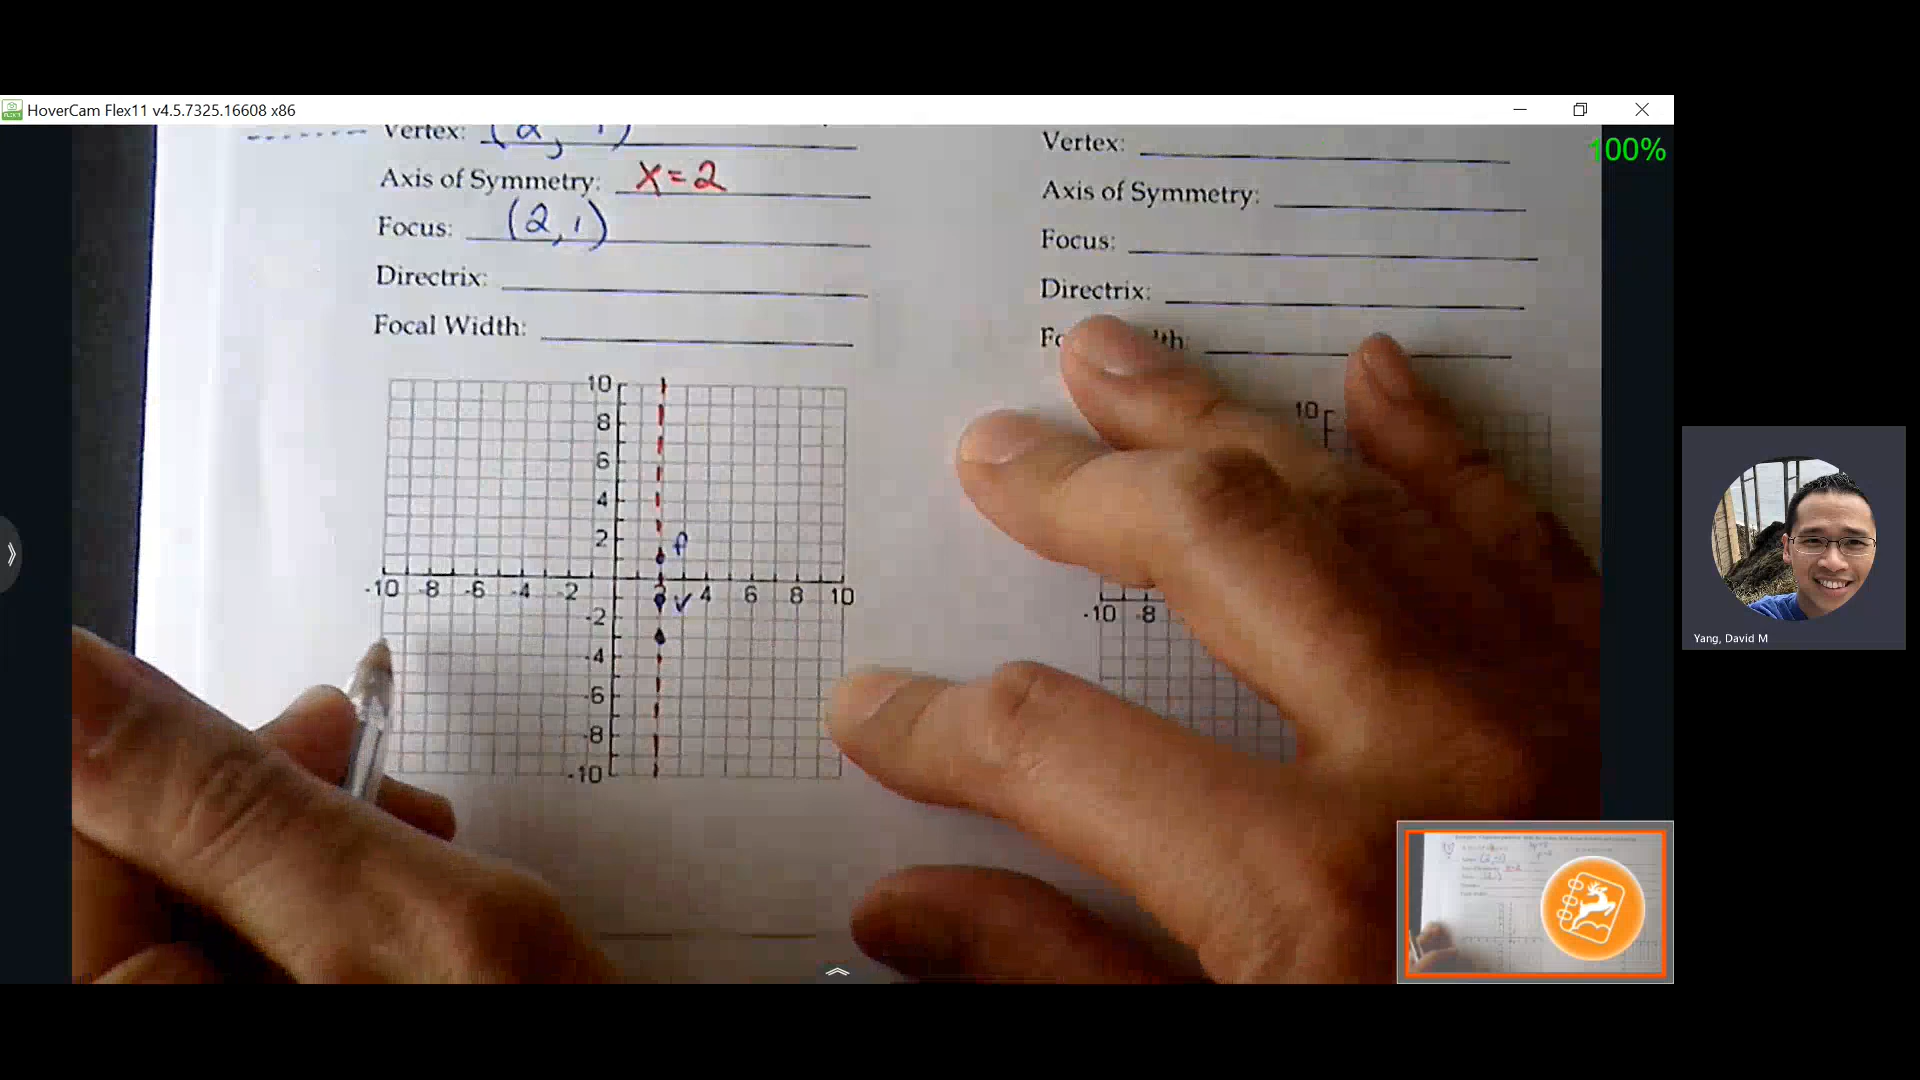 HoverCam Flex11 v4.5.7325.16608 x86
100%
Vertex:
Axis of Symmetry: X=2
Focus: (2,1)
Directrix:
Focal Width:
Vertex:
Axis of Symmetry:
Focus:
Directrix:
10
8
6
4
2
-10 -8 -6 -4 -2 2 4 6 8 10
-2
-4
-6
-8
-10
V
10
-10 -8
Yang, David M